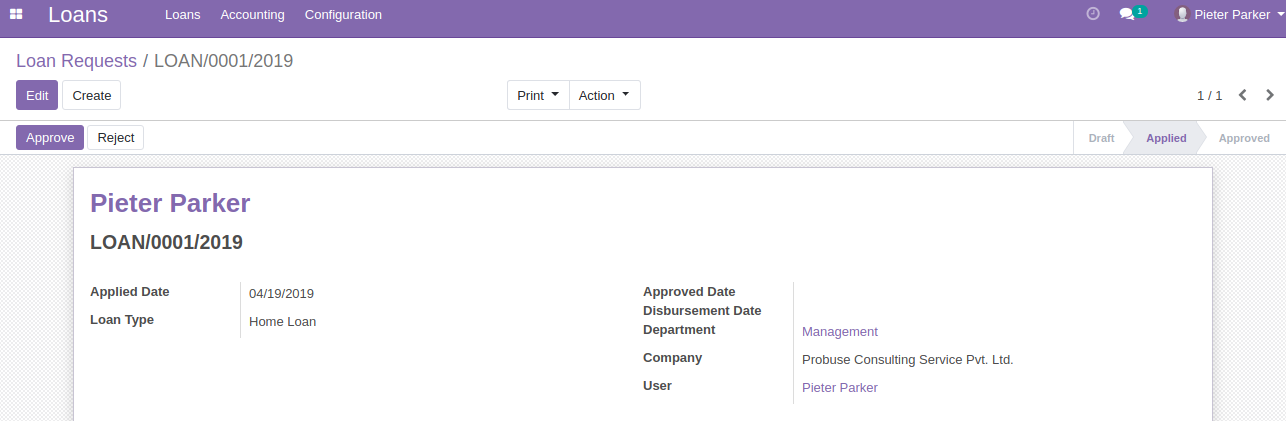 Loans Loans Accounting Configuration 1 Pieter Parker
Loan Requests / LOAN/0001/2019
Edit Create Print Action 1 / 1
Approve Reject Draft Applied Approved
Pieter Parker
LOAN/0001/2019
Applied Date 04/19/2019
Loan Type Home Loan
Approved Date
Disbursement Date
Department Management
Company Probuse Consulting Service Pvt. Ltd.
User Pieter Parker